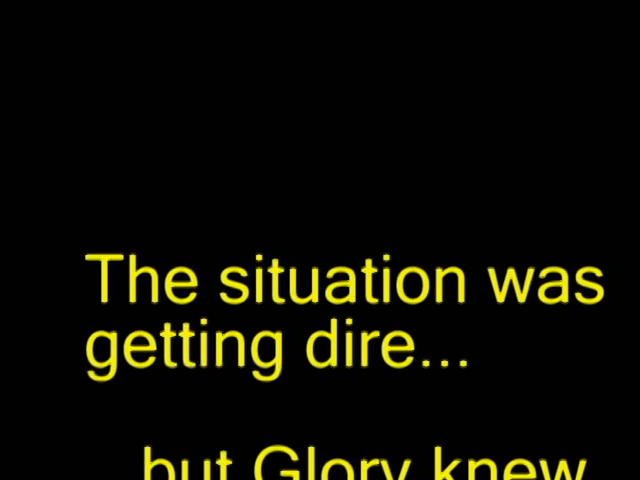 The situation was
getting dire...
but Glory knew